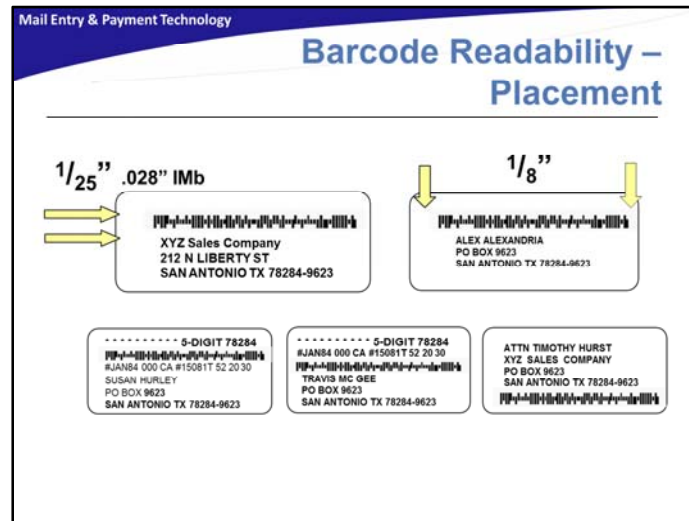 Mail Entry & Payment Technology
Barcode Readability –
Placement
1/25” .028” IMb
1/8”
XYZ Sales Company
212 N LIBERTY ST
SAN ANTONIO TX 78284-9623
ALEX ALEXANDRIA
PO BOX 9623
SAN ANTONIO TX 78284-9623
- - - - - - - - - - 5-DIGIT 78284
#JAN84 000 CA #15081T 52 20 30
SUSAN HURLEY
PO BOX 9623
SAN ANTONIO TX 78284-9623
- - - - - - - - - - 5-DIGIT 78284
#JAN84 000 CA #15081T 52 20 30
TRAVIS MC GEE
PO BOX 9623
SAN ANTONIO TX 78284-9623
ATTN TIMOTHY HURST
XYZ SALES COMPANY
PO BOX 9623
SAN ANTONIO TX 78284-9623